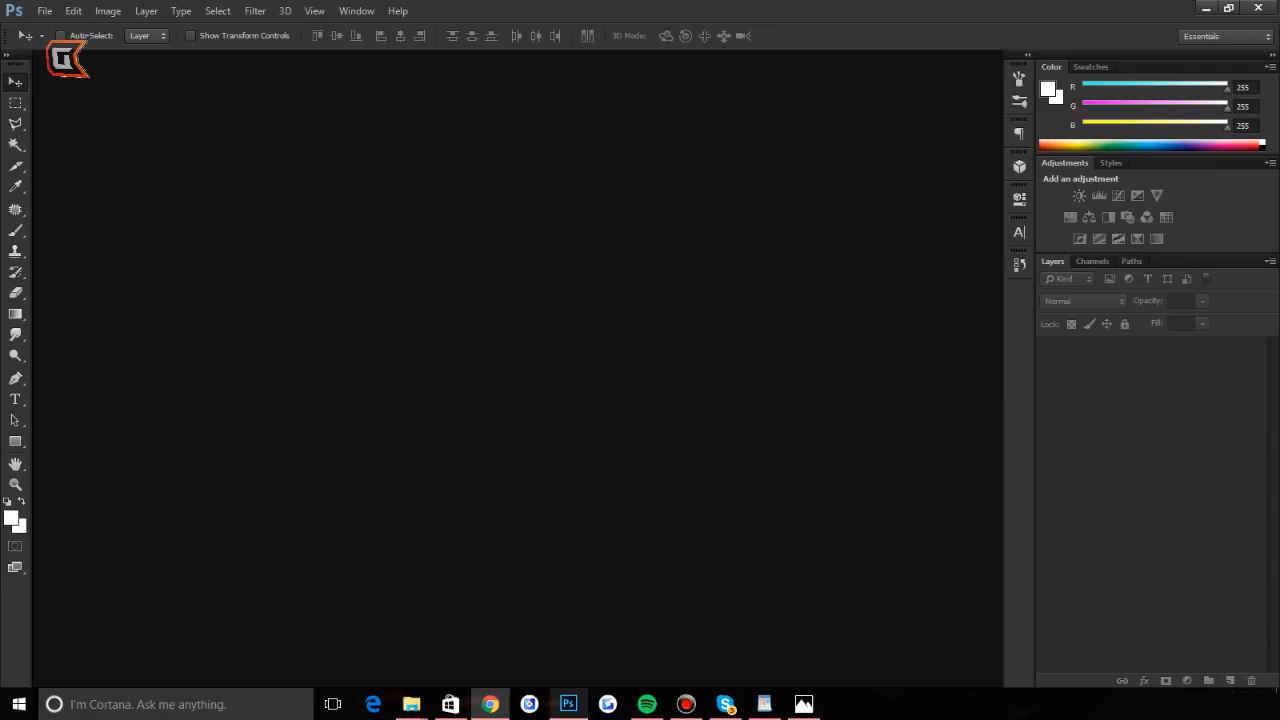 Ps File Edit Image Layer Type Select Filter 3D View Window Help
Auto-Select: Layer Show Transform Controls 3D Mode: Essentials
G
Color Swatches
R 255
G 255
B 255
Adjustments Styles
Add an adjustment
Layers Channels Paths
Kind
Normal Opacity:
Lock: Fill:
I'm Cortana. Ask me anything.
Ps
3